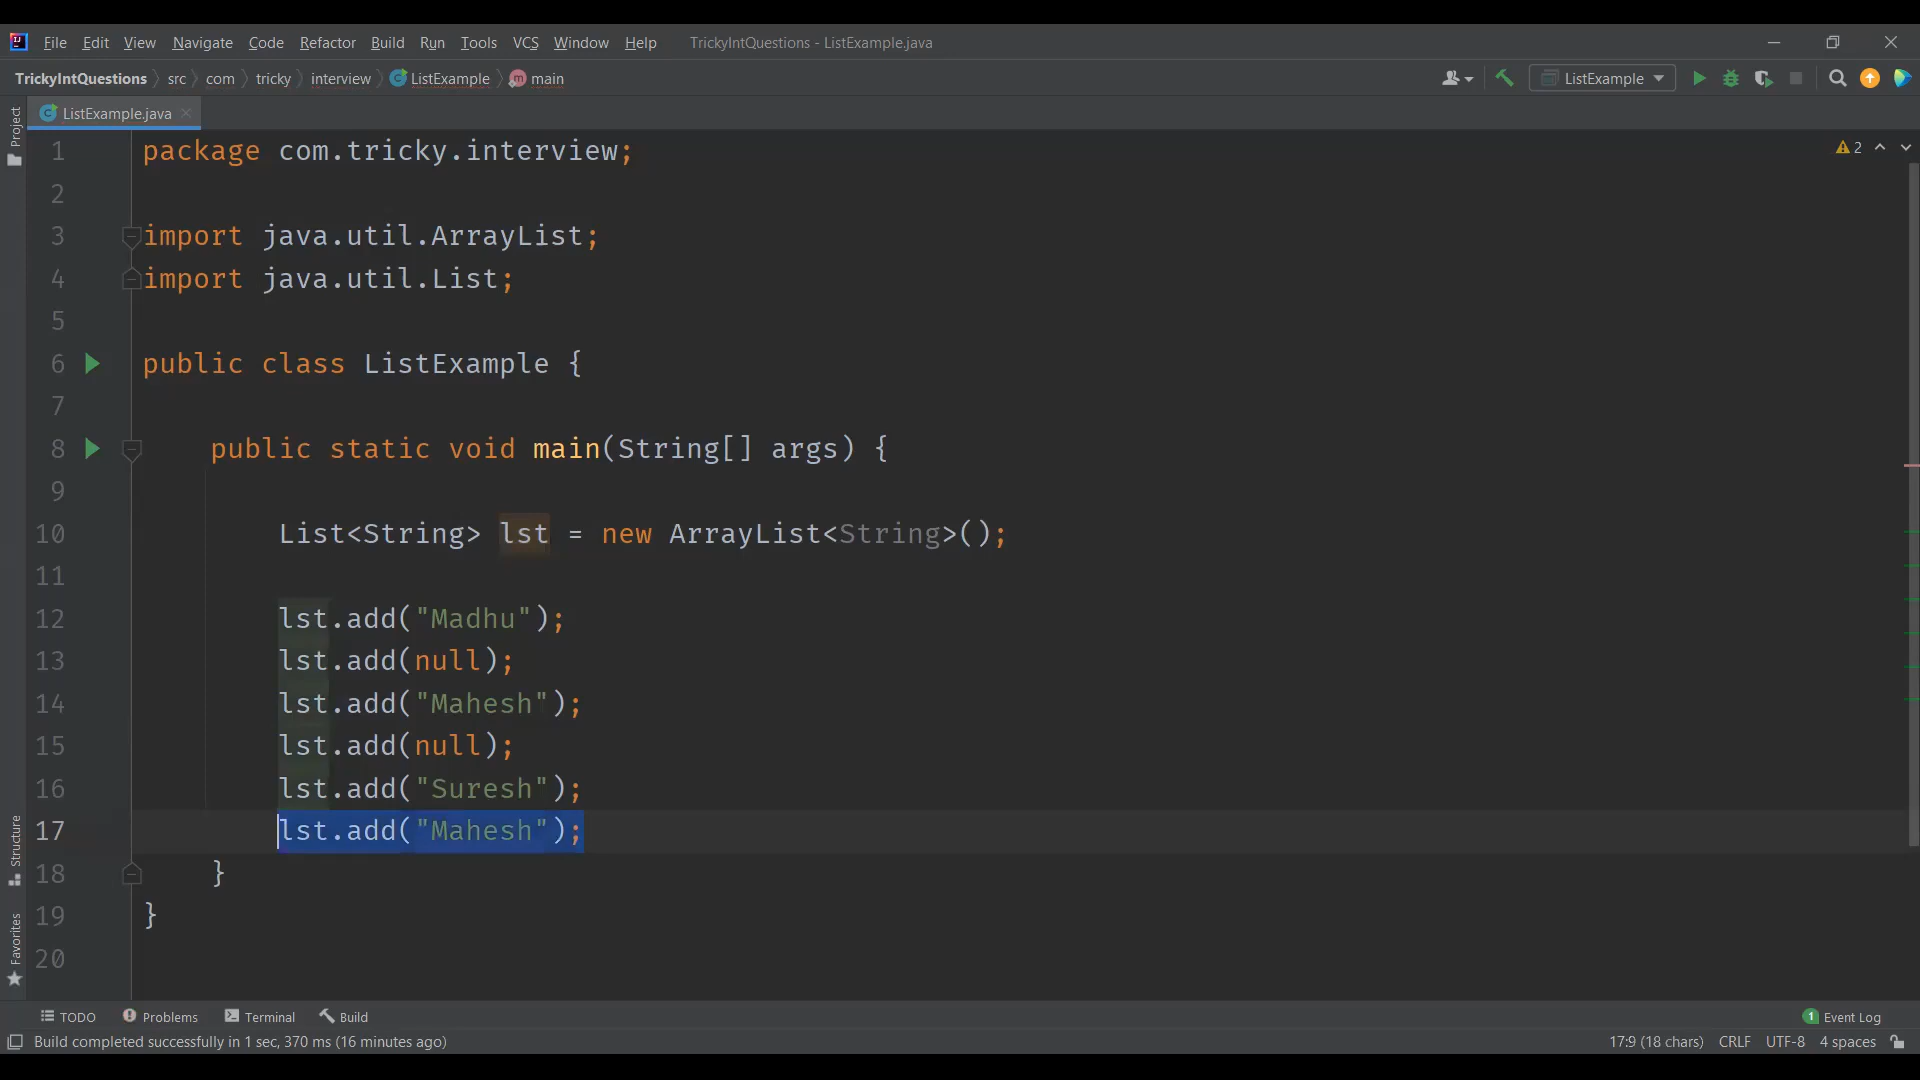 File Edit View Navigate Code Refactor Build Run Tools VCS Window Help TrickyIntQuestions - ListExample.java
TrickyIntQuestions src com tricky interview ListExample main ListExample
Project
ListExample.java
2
1 package com.tricky.interview;
2
3 import java.util.ArrayList;
4 import java.util.List;
5
6 public class ListExample {
7
8 public static void main(String[] args) {
9
10 List<String> lst = new ArrayList<String>();
11
12 lst.add("Madhu");
13 lst.add(null);
14 lst.add("Mahesh");
15 lst.add(null);
16 lst.add("Suresh");
17 lst.add("Mahesh");
18 }
19 }
20
Structure
Favorites
TODO Problems Terminal Build 1 Event Log
Build completed successfully in 1 sec, 370 ms (16 minutes ago) 17:9 (18 chars) CRLF UTF-8 4 spaces